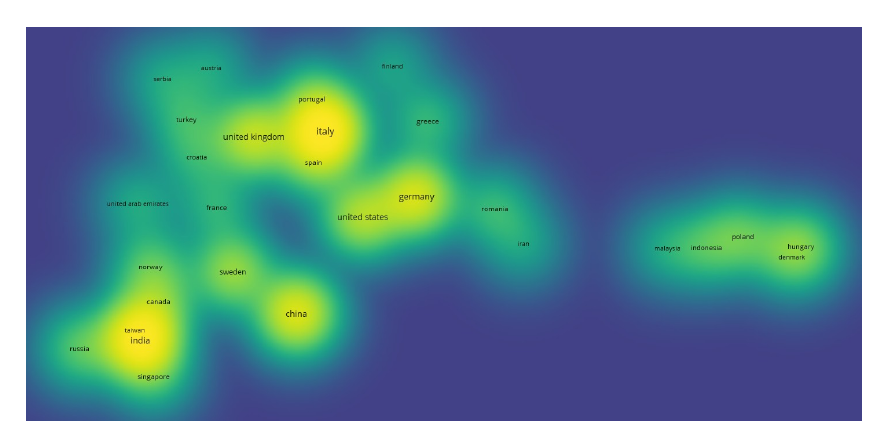 finland
austria
serbia
portugal
turkey
greece
italy
united kingdom
croatia
spain
germany
united arab emirates
france
romania
united states
poland
iran
hungary
malaysia
indonesia
denmark
norway
sweden
canada
china
taiwan
india
russia
singapore